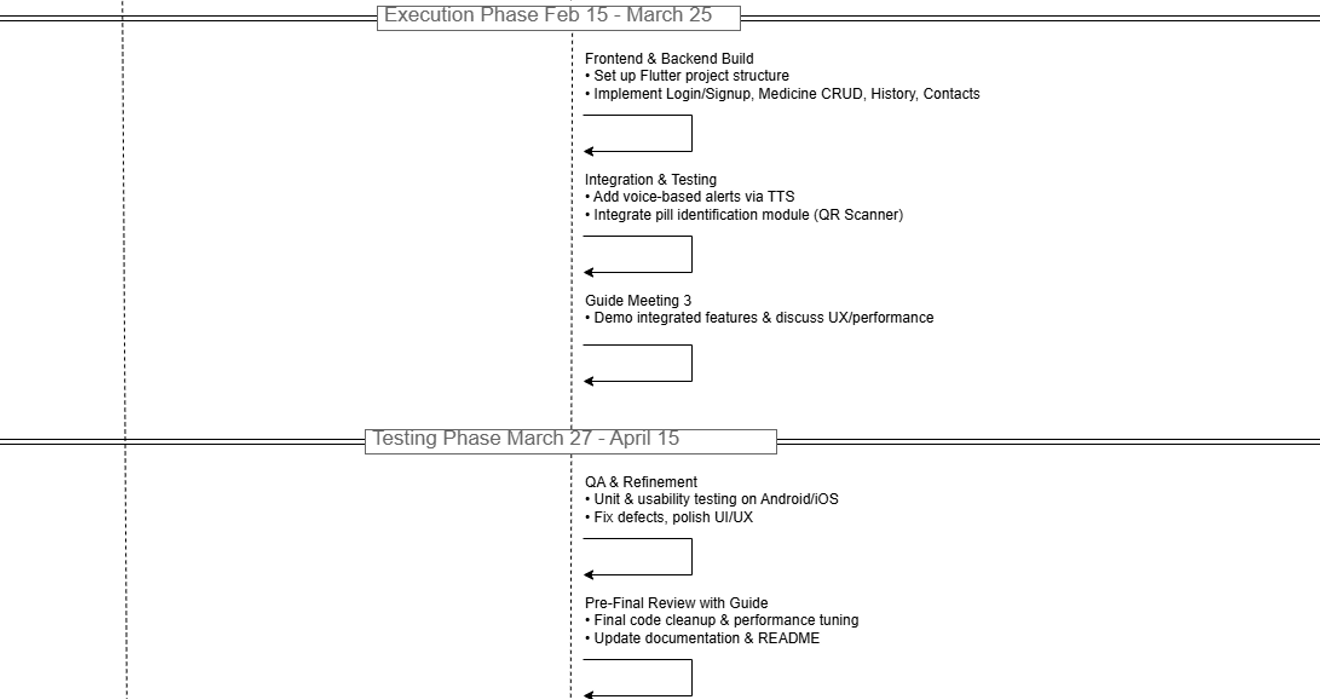 Execution Phase Feb 15 - March 25
Frontend & Backend Build
• Set up Flutter project structure
• Implement Login/Signup, Medicine CRUD, History, Contacts
Integration & Testing
• Add voice-based alerts via TTS
• Integrate pill identification module (QR Scanner)
Guide Meeting 3
• Demo integrated features & discuss UX/performance
Testing Phase March 27 - April 15
QA & Refinement
• Unit & usability testing on Android/iOS
• Fix defects, polish UI/UX
Pre-Final Review with Guide
• Final code cleanup & performance tuning
• Update documentation & README